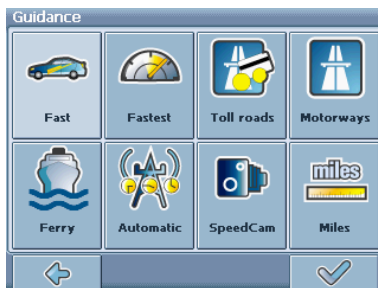 Guidance
Fast
Fastest
Toll roads
Motorways
miles
Ferry
Automatic
SpeedCam
Miles